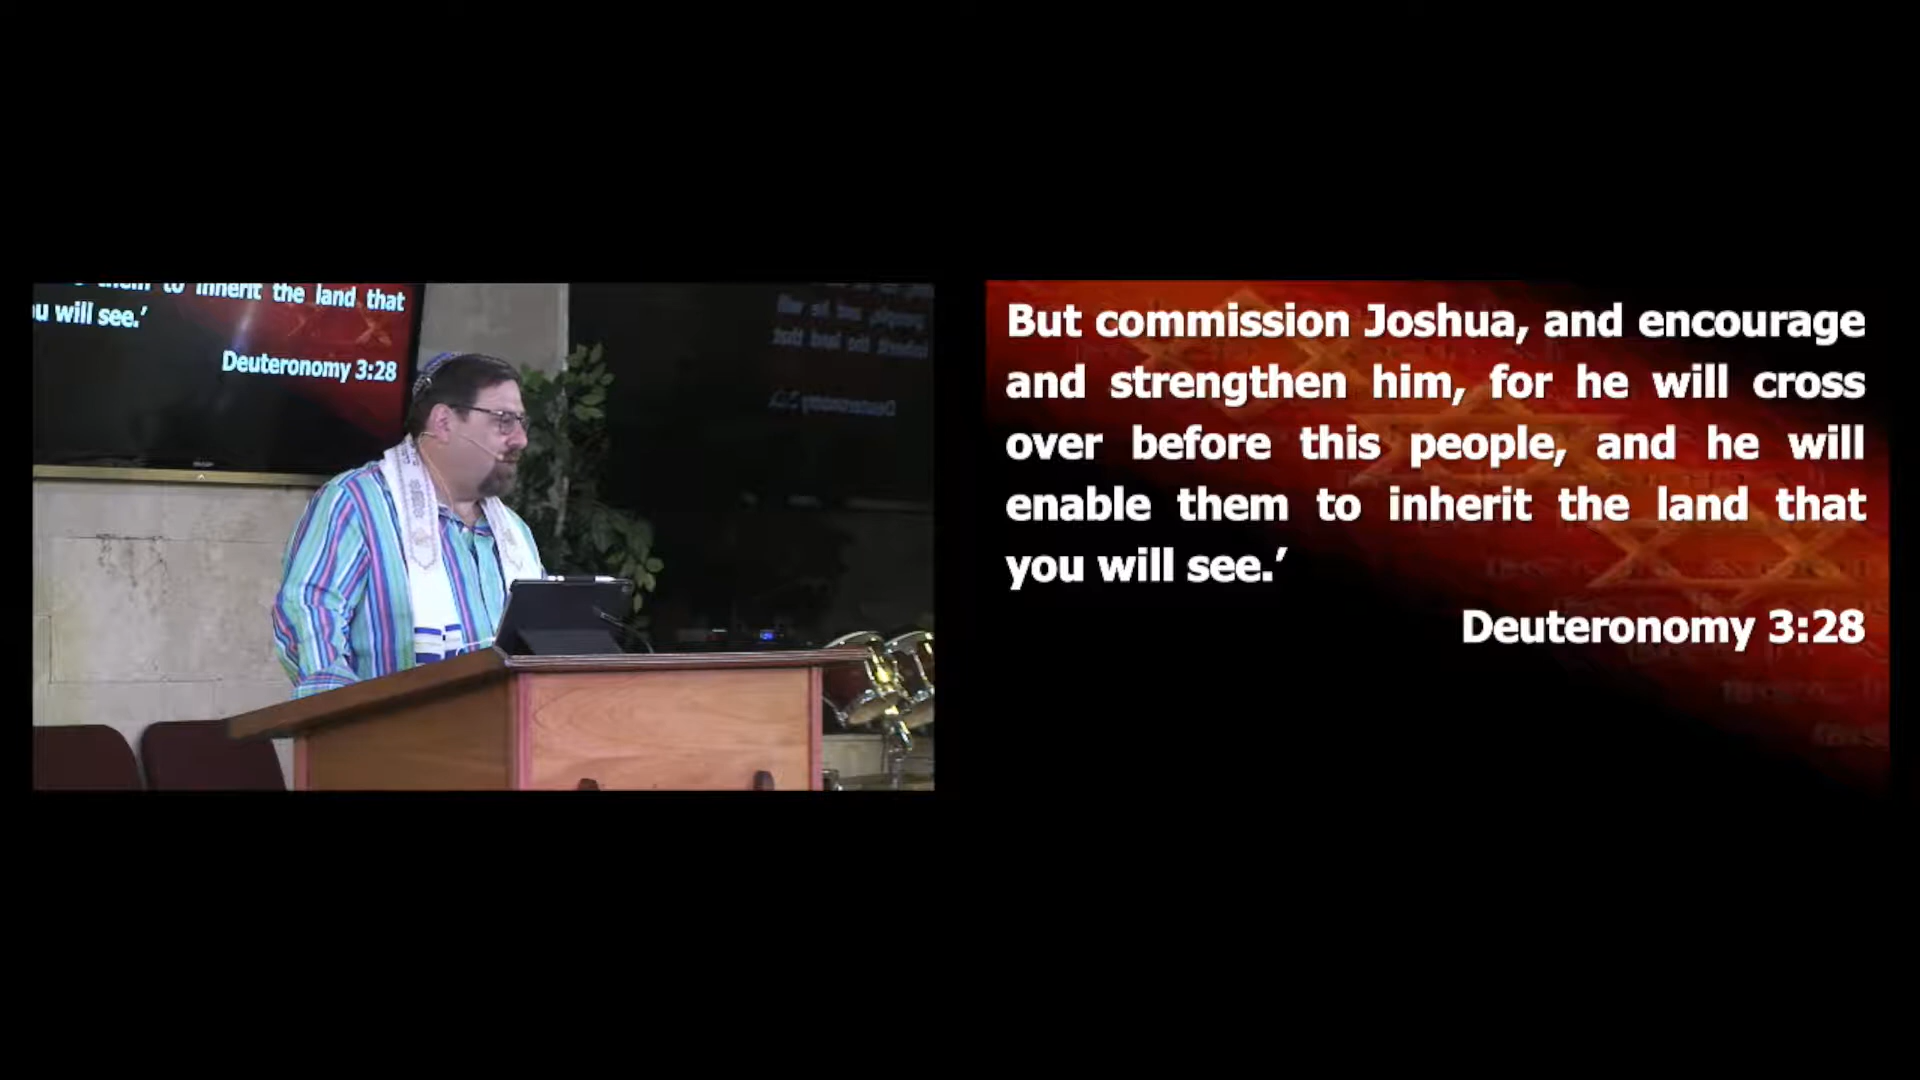 them to inherit the land that
u will see.’
Deuteronomy 3:28
But commission Joshua, and encourage
and strengthen him, for he will cross
over before this people, and he will
enable them to inherit the land that
you will see.’
Deuteronomy 3:28